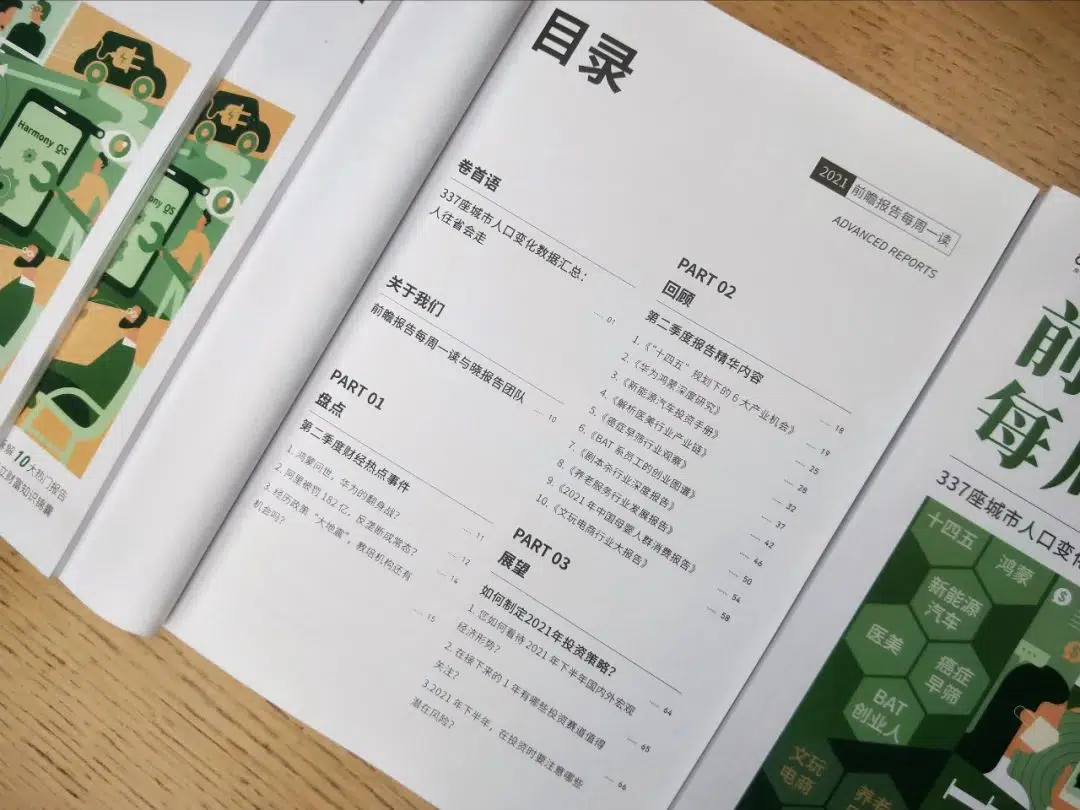 目录
2021 前瞻报告每周一读
ADVANCED REPORTS
卷首语
337座城市人口变化数据汇总：
人往省会走
01
关于我们
前瞻报告每周一读与晓报告团队
10
PART 01
盘点
第二季度财经热点事件
1. 鸿蒙问世，华为的翻身战？
11
2. 阿里被罚 182 亿，反垄断成常态？
12
3. 经历政策“大地震”，教培机构还有
14
机会吗？
15
PART 02
回顾
第二季度报告精华内容
1.《“十四五”规划下的 6 大产业机会》
18
2.《华为鸿蒙深度研究》
19
3.《新能源汽车投资手册》
25
4.《解析医美行业产业链》
28
5.《癌症早筛行业观察》
32
6.《BAT 系员工的创业图谱》
37
7.《剧本杀行业深度报告》
42
8.《养老服务行业发展报告》
46
9.《2021 年中国母婴人群消费报告》
50
10.《文玩电商行业大报告》
54
58
PART 03
展望
如何制定2021年投资策略？
1. 您如何看待 2021 年下半年国内外宏观
经济形势？
64
2. 在接下来的 1 年有哪些投资赛道值得
关注？
65
3.2021 年下半年，在投资时要注意哪些
潜在风险？
66
Harmony OS
mony OS
10大热门报告
立财富知识锦囊
前
每
337座城市人口变
十四五
鸿蒙
新能源
汽车
医美
癌症
早筛
BAT
创业人
文玩
电商
养老